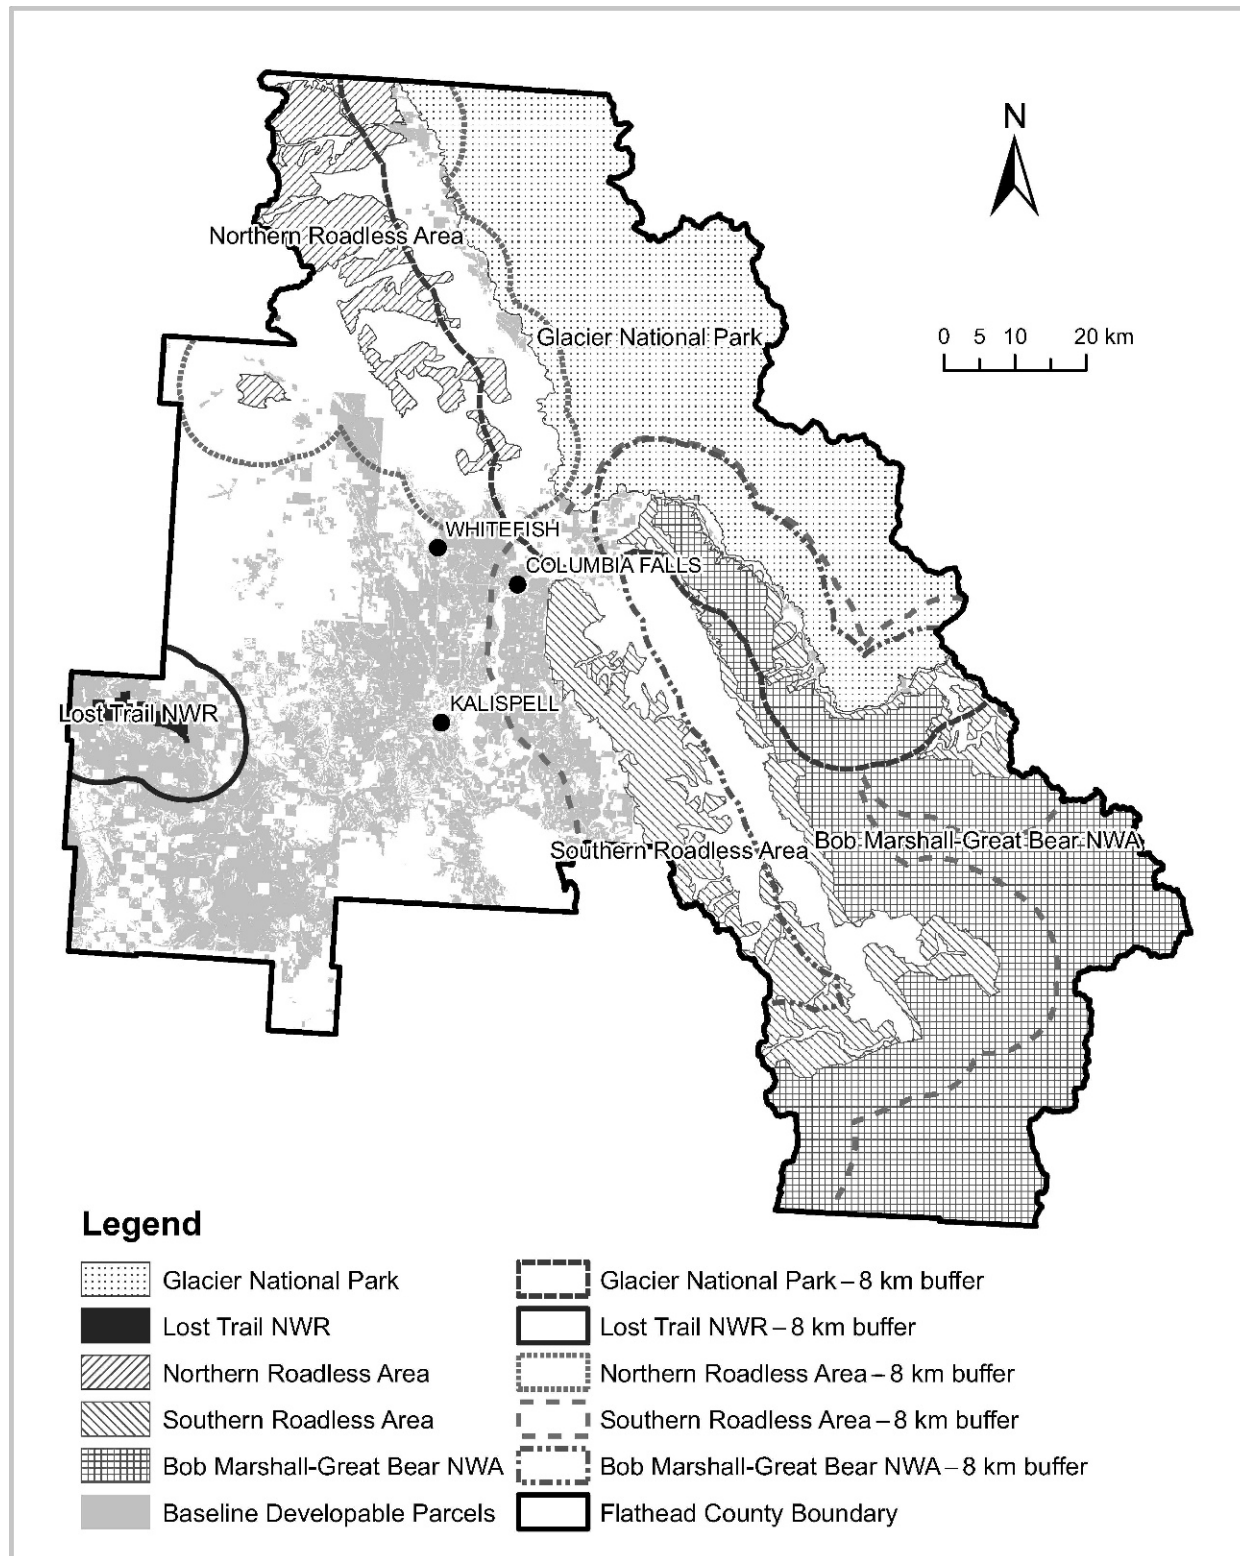 N
Northern Roadless Area
Glacier National Park
0 5 10 20 km
WHITEFISH
COLUMBIA FALLS
KALISPELL
Lost Trail NWR
Southern Roadless Area
Bob Marshall-Great Bear NWA
Legend
Glacier National Park
Lost Trail NWR
Northern Roadless Area
Southern Roadless Area
Bob Marshall-Great Bear NWA
Baseline Developable Parcels
Glacier National Park – 8 km buffer
Lost Trail NWR – 8 km buffer
Northern Roadless Area – 8 km buffer
Southern Roadless Area – 8 km buffer
Bob Marshall-Great Bear NWA – 8 km buffer
Flathead County Boundary